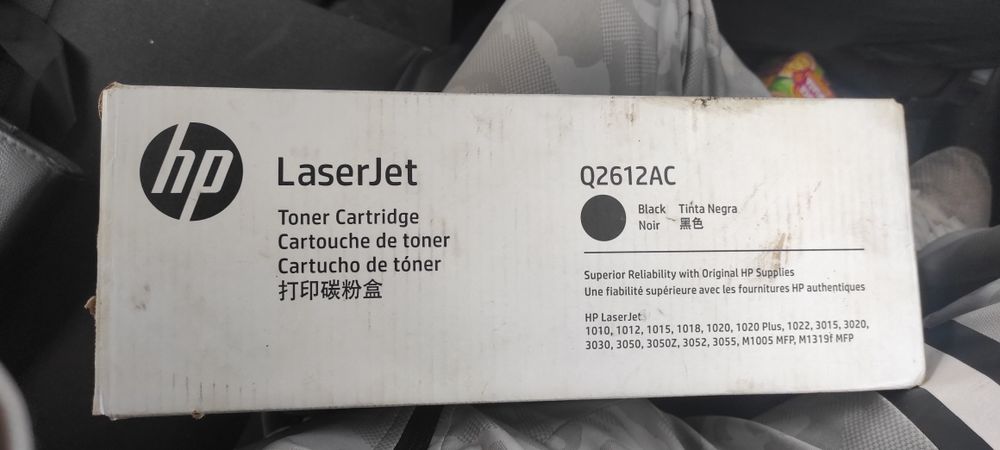 hp
LaserJet
Toner Cartridge
Cartouche de toner
Cartucho de tóner
打印碳粉盒
Q2612AC
Black Tinta Negra
Noir 黑色
Superior Reliability with Original HP Supplies
Une fiabilité supérieure avec les fournitures HP authentiques
HP LaserJet
1010, 1012, 1015, 1018, 1020, 1020 Plus, 1022, 3015, 3020,
3030, 3050, 3050Z, 3052, 3055, M1005 MFP, M1319f MFP